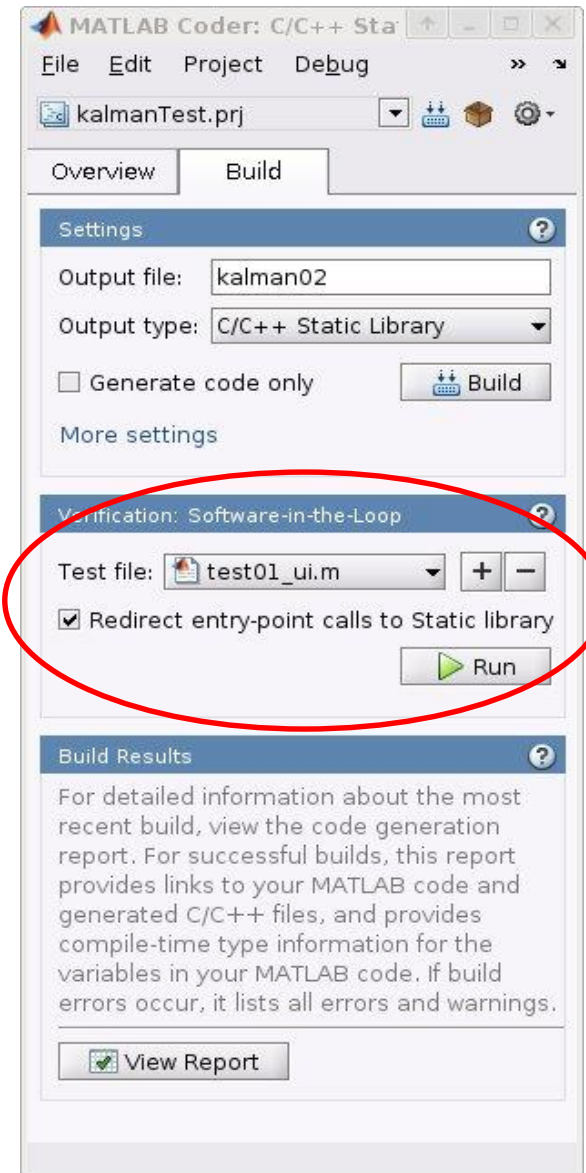 MATLAB Coder: C/C++ Sta
File Edit Project Debug »
kalmanTest.prj
Overview Build
Settings ?
Output file: kalman02
Output type: C/C++ Static Library
Generate code only Build
More settings
Verification: Software-in-the-Loop ?
Test file: test01_ui.m + −
Redirect entry-point calls to Static library
Run
Build Results ?
For detailed information about the most
recent build, view the code generation
report. For successful builds, this report
provides links to your MATLAB code and
generated C/C++ files, and provides
compile-time type information for the
variables in your MATLAB code. If build
errors occur, it lists all errors and warnings.
View Report